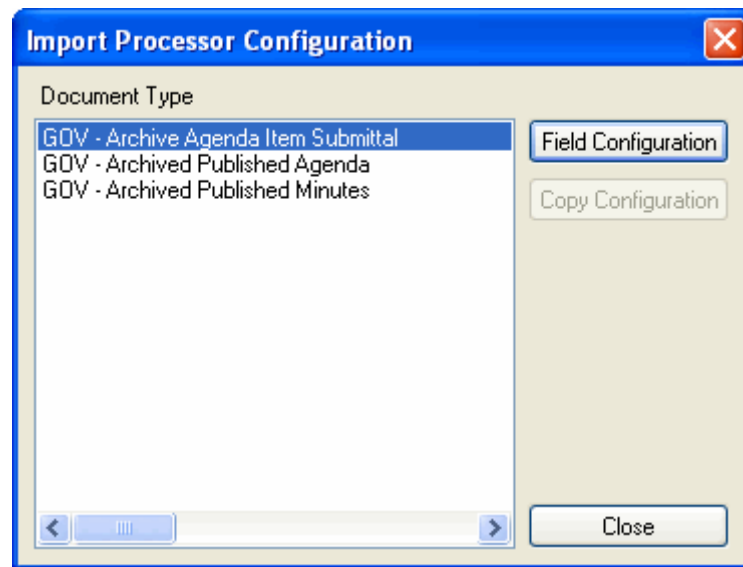 Import Processor Configuration
Document Type
GOV - Archive Agenda Item Submittal
GOV - Archived Published Agenda
GOV - Archived Published Minutes
Field Configuration
Copy Configuration
Close